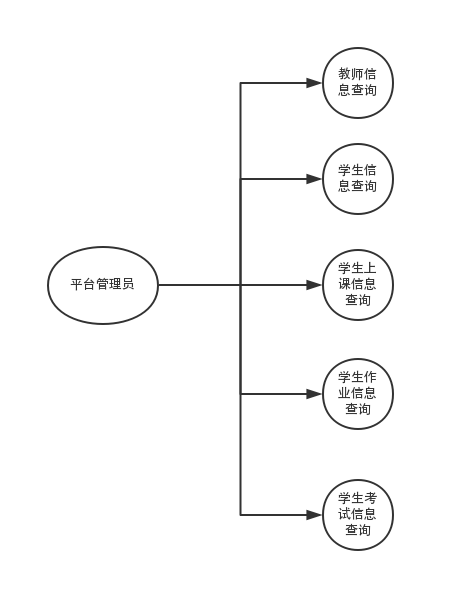 教师信
息查询
学生信
息查询
平台管理员
学生上
课信息
查询
学生作
业信息
查询
学生考
试信息
查询